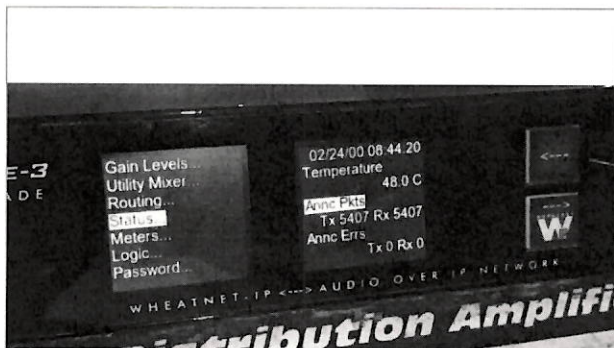 E-3
ADE
Gain Levels...
Utility Mixer...
Routing...
Status...
Meters...
Logic...
Password...
02/24/00 08:44:20
Temperature
48.0 C
Annc Pkts
Tx 5407 Rx 5407
Annc Errs
Tx 0 Rx 0
<---
W
WHEATNET-IP <---> AUDIO OVER IP NETWORK
Distribution Amplifi